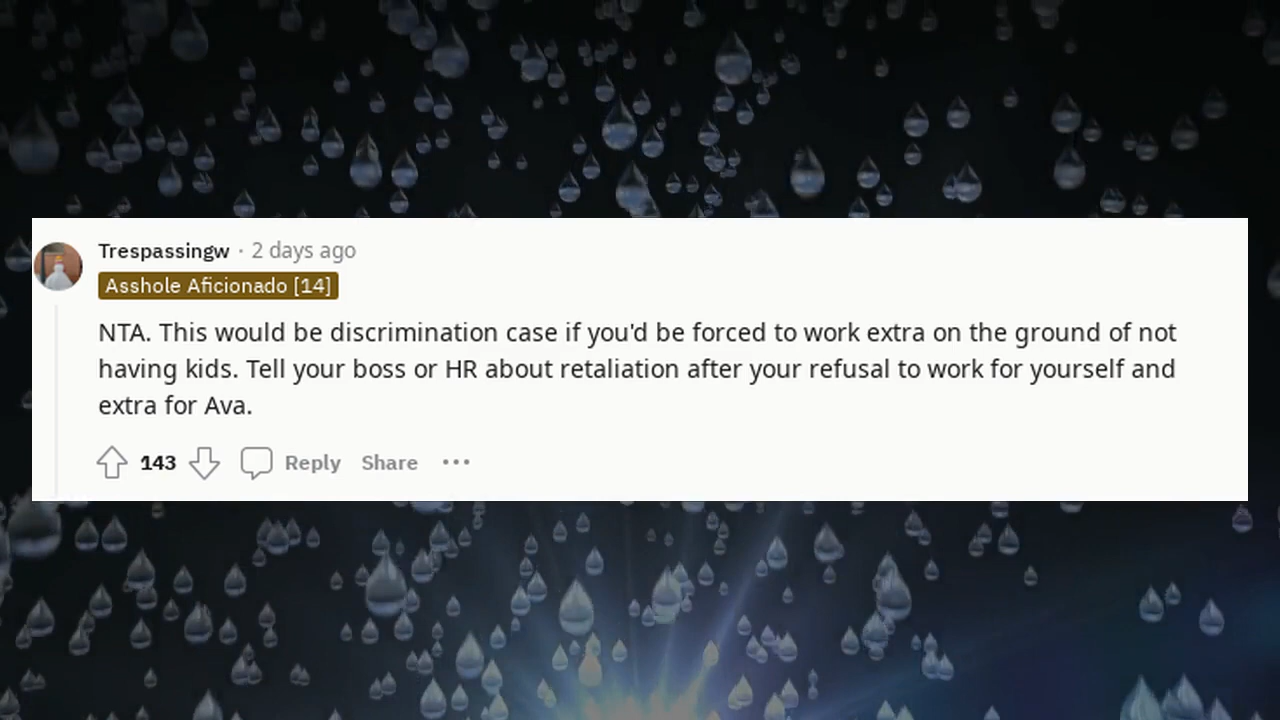 Trespassingw · 2 days ago
Asshole Aficionado [14]
NTA. This would be discrimination case if you'd be forced to work extra on the ground of not
having kids. Tell your boss or HR about retaliation after your refusal to work for yourself and
extra for Ava.
143 Reply Share ···